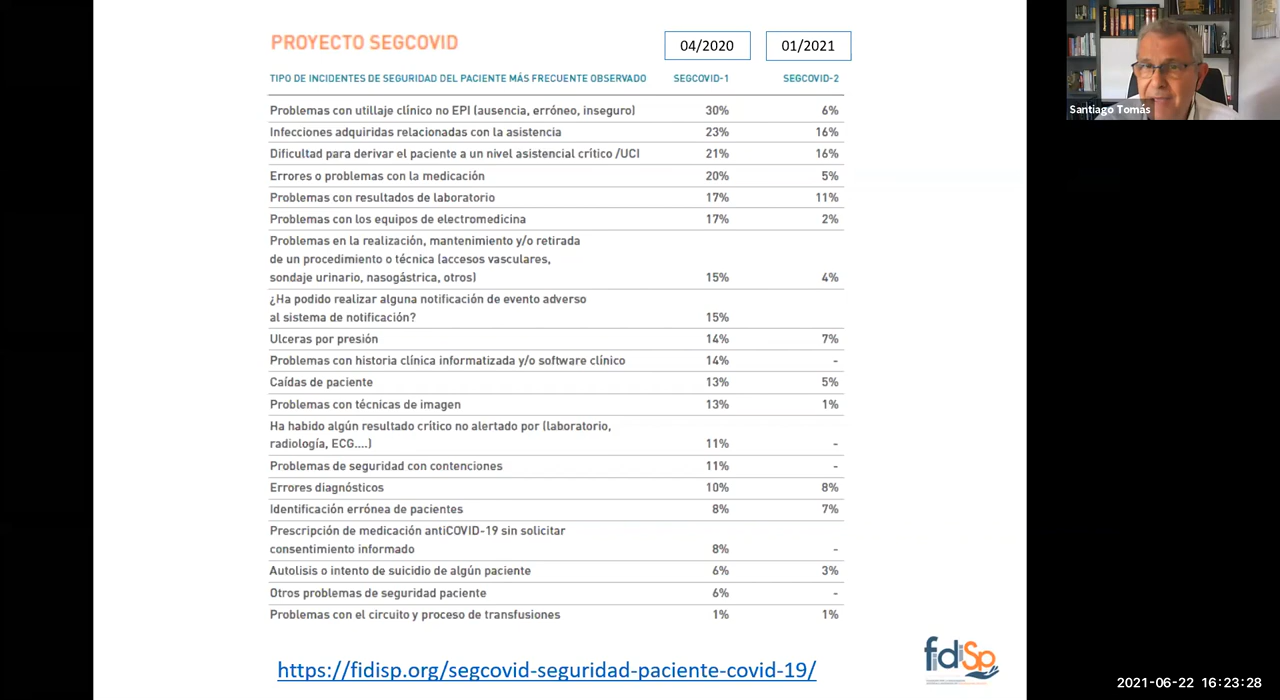 PROYECTO SEGCOVID
04/2020 01/2021
TIPO DE INCIDENTES DE SEGURIDAD DEL PACIENTE MÁS FRECUENTE OBSERVADO SEGCOVID-1 SEGCOVID-2
Problemas con utillaje clínico no EPI (ausencia, erróneo, inseguro) 30% 6%
Infecciones adquiridas relacionadas con la asistencia 23% 16%
Dificultad para derivar el paciente a un nivel asistencial crítico /UCI 21% 16%
Errores o problemas con la medicación 20% 5%
Problemas con resultados de laboratorio 17% 11%
Problemas con los equipos de electromedicina 17% 2%
Problemas en la realización, mantenimiento y/o retirada
de un procedimiento o técnica (accesos vasculares,
sondaje urinario, nasogástrica, otros) 15% 4%
¿Ha podido realizar alguna notificación de evento adverso
al sistema de notificación? 15%
Ulceras por presión 14% 7%
Problemas con historia clínica informatizada y/o software clínico 14% -
Caídas de paciente 13% 5%
Problemas con técnicas de imagen 13% 1%
Ha habido algún resultado crítico no alertado por (laboratorio,
radiología, ECG....) 11% -
Problemas de seguridad con contenciones 11% -
Errores diagnósticos 10% 8%
Identificación errónea de pacientes 8% 7%
Prescripción de medicación antiCOVID-19 sin solicitar
consentimiento informado 8% -
Autolisis o intento de suicidio de algún paciente 6% 3%
Otros problemas de seguridad paciente 6% -
Problemas con el circuito y proceso de transfusiones 1% 1%
https://fidisp.org/segcovid-seguridad-paciente-covid-19/
fidiSp
Santiago Tomás
2021-06-22 16:23:28